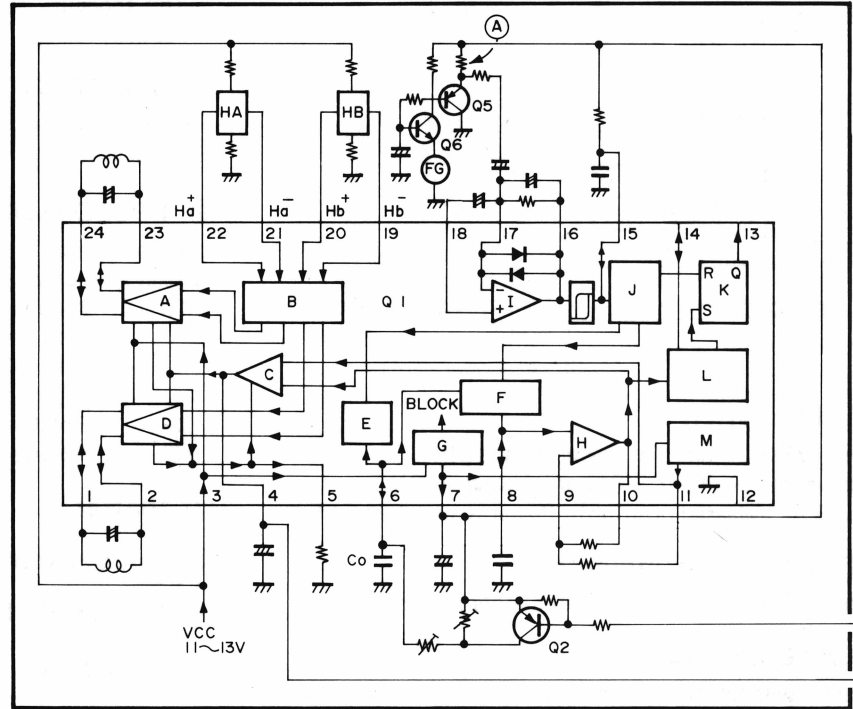 A
HA
HB
Q5
Q6
FG
Ha+
Ha−
Hb+
Hb−
24 23 22 21 20 19 18 17 16 15 14 13
A
B
Q1
I
− +
J
R Q
K
S
C
L
E
F
BLOCK
D
G
H
M
1 2 3 4 5 6 7 8 9 10 11 12
Co
VCC
11~13V
Q2